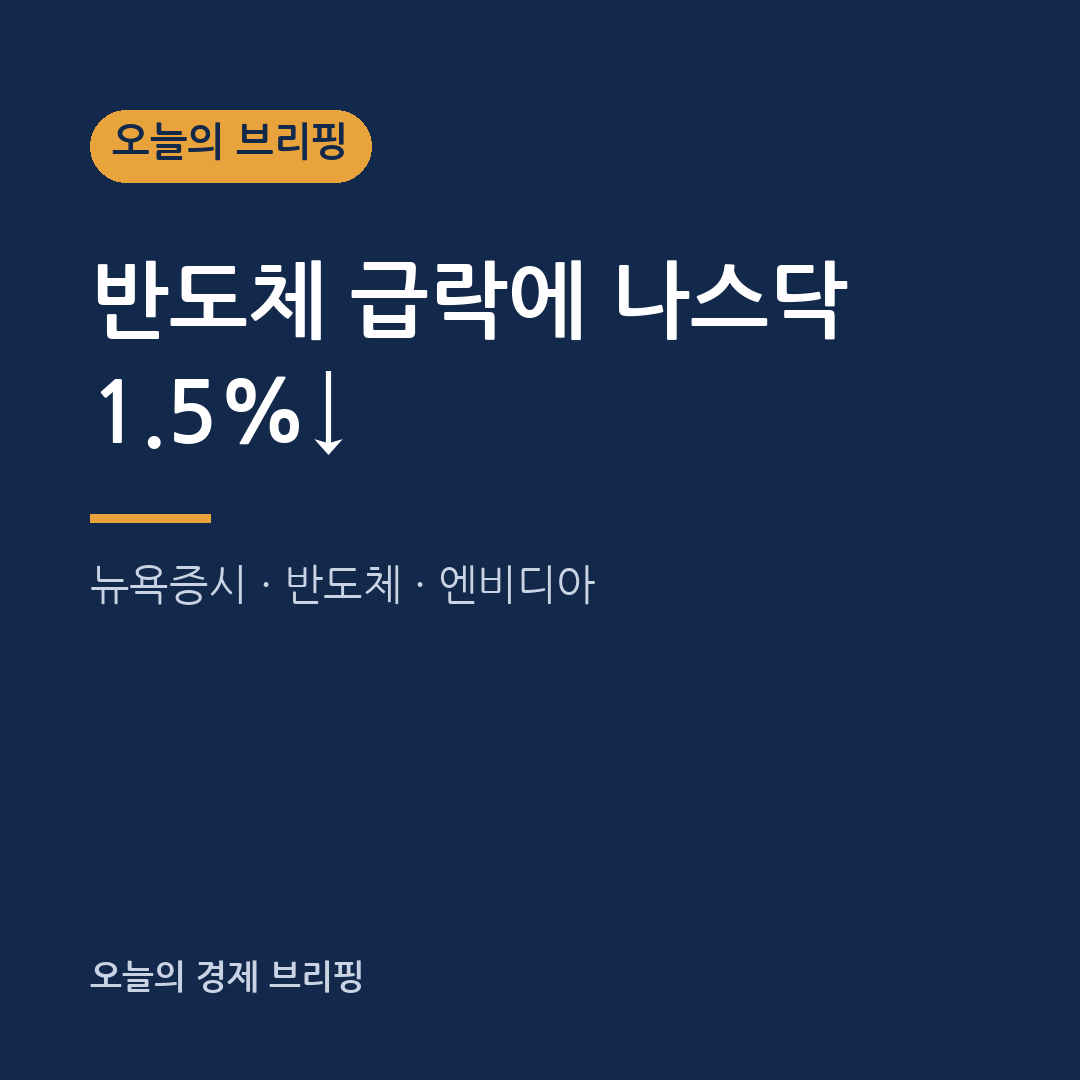 오늘의 브리핑
반도체 급락에 나스닥
1.5%↓
뉴욕증시 · 반도체 · 엔비디아
오늘의 경제 브리핑